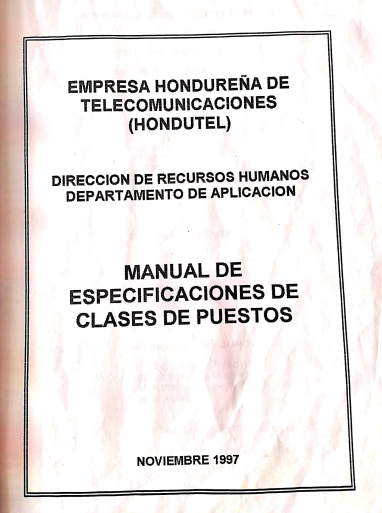 EMPRESA HONDUREÑA DE
TELECOMUNICACIONES
(HONDUTEL)
DIRECCION DE RECURSOS HUMANOS
DEPARTAMENTO DE APLICACION
MANUAL DE
ESPECIFICACIONES DE
CLASES DE PUESTOS
NOVIEMBRE 1997